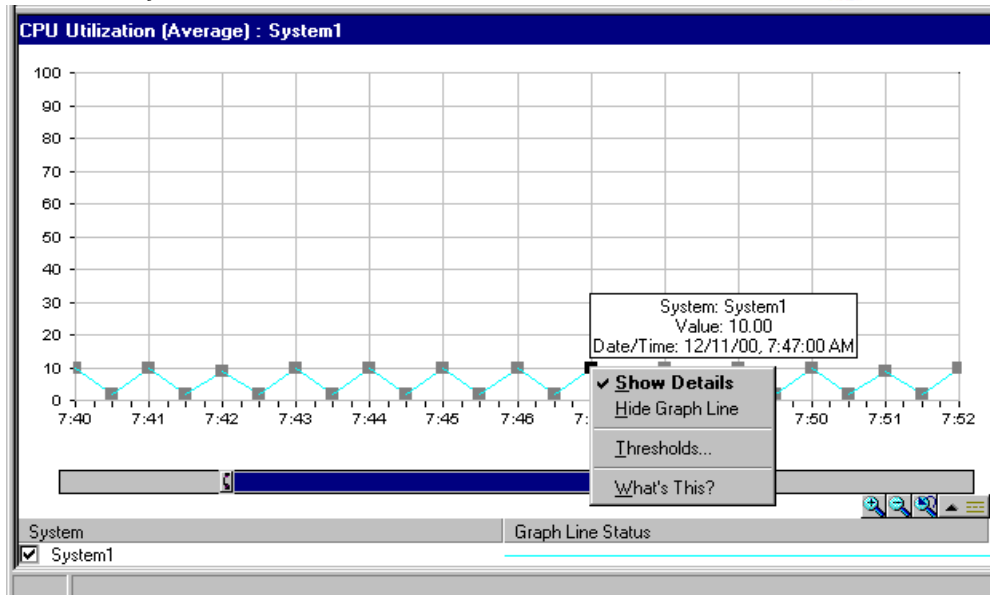 CPU Utilization (Average) : System1
100
90
80
70
60
50
40
30
20
10
0
System: System1
Value: 10.00
Date/Time: 12/11/00, 7:47:00 AM
7:40 7:41 7:42 7:43 7:44 7:45 7:46 7: 7:50 7:51 7:52
Show Details
Hide Graph Line
Thresholds...
What's This?
System Graph Line Status
System1